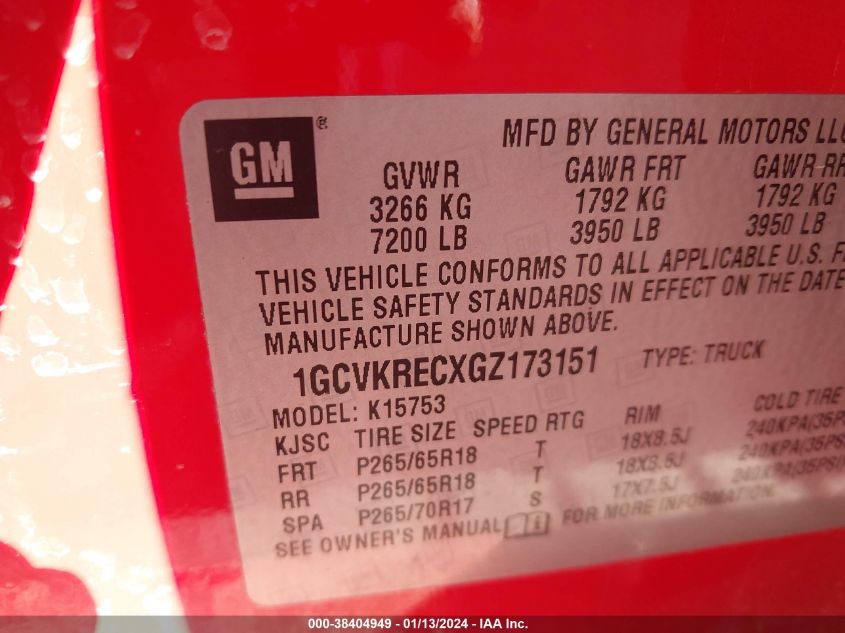 GM®
MFD BY GENERAL MOTORS LLC
GVWR GAWR FRT GAWR RR
3266 KG 1792 KG 1792 KG
7200 LB 3950 LB 3950 LB
THIS VEHICLE CONFORMS TO ALL APPLICABLE U.S. F
VEHICLE SAFETY STANDARDS IN EFFECT ON THE DATE
MANUFACTURE SHOWN ABOVE.
1GCVKRECXGZ173151 TYPE: TRUCK
MODEL: K15753
KJSC TIRE SIZE SPEED RTG RIM COLD TIRE
FRT P265/65R18 T 18X8.5J 240KPA/35PS
RR P265/65R18 T 18X8.5J 240KPA/35PS
SPA P265/70R17 S 17X7.5J 240KPA/35PS
SEE OWNER'S MANUAL FOR MORE INFORMATION.
000-38404949 - 01/13/2024 - IAA Inc.